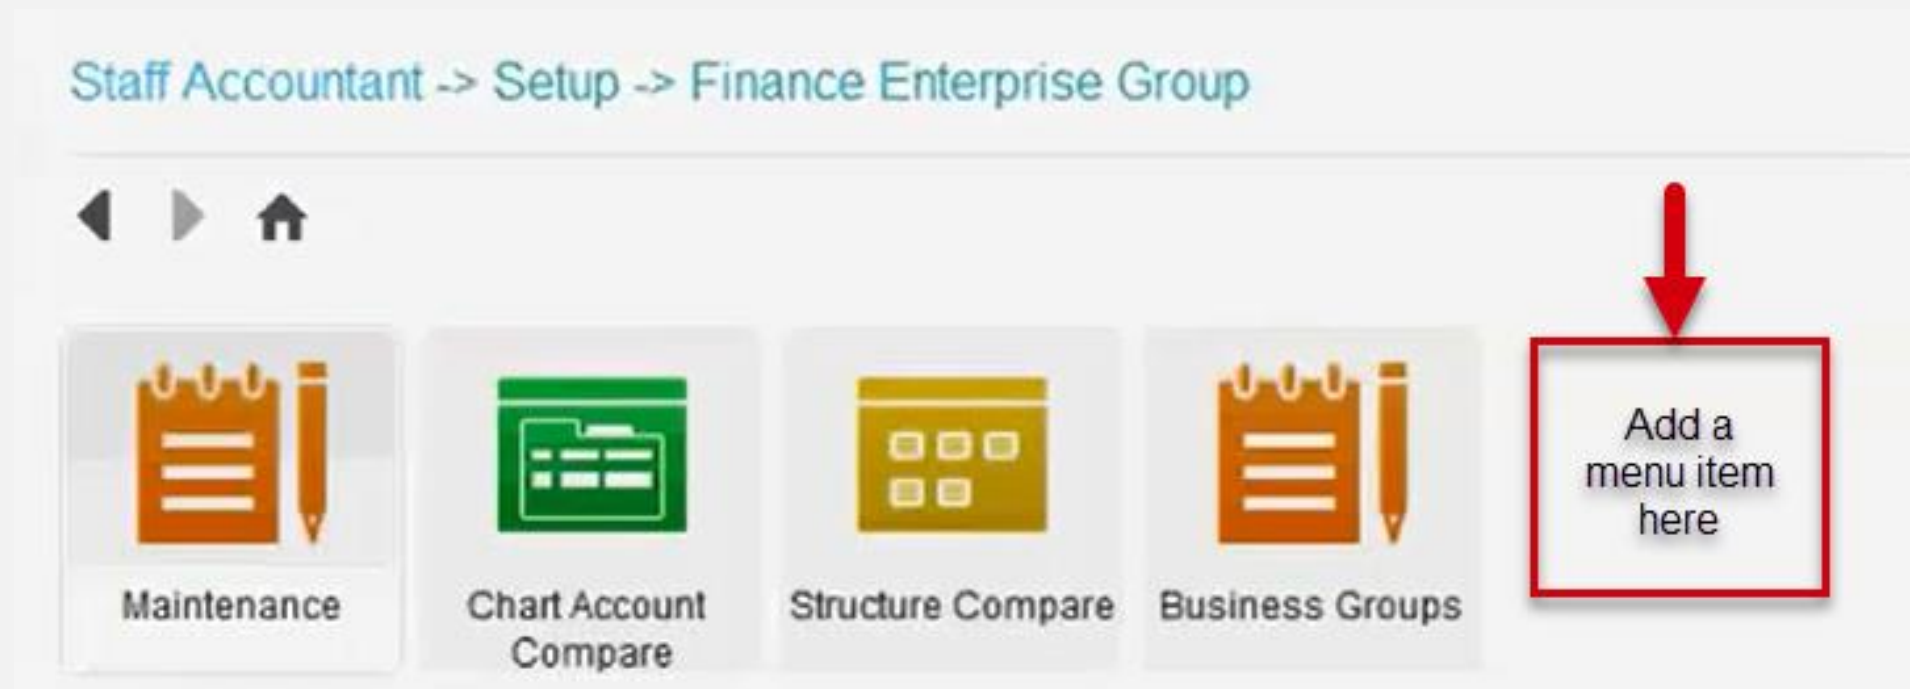 Staff Accountant -> Setup -> Finance Enterprise Group
Add a
menu item
here
Maintenance
Chart Account
Compare
Structure Compare
Business Groups